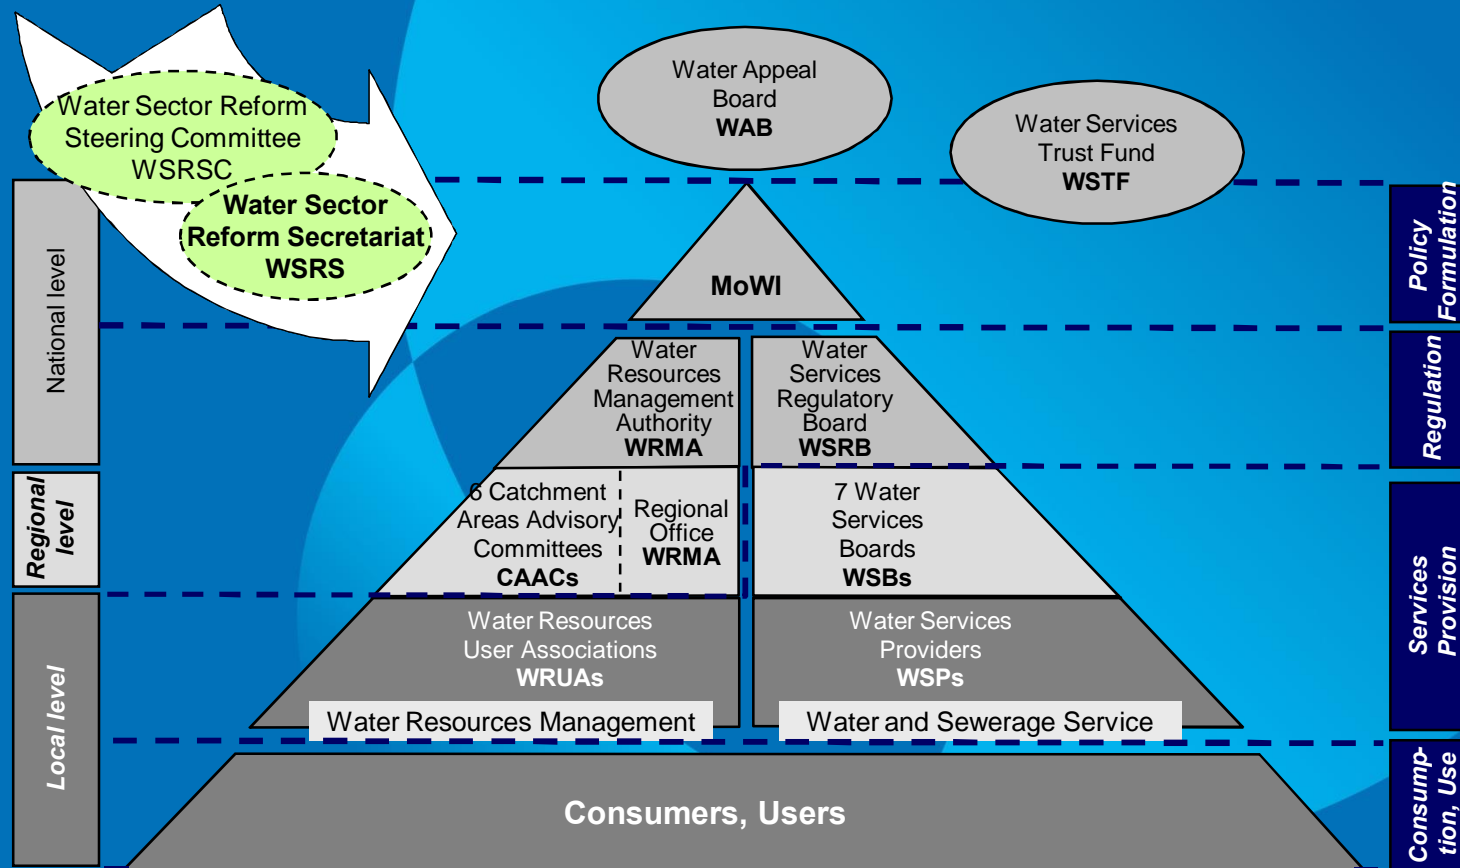 Water Appeal
Board
WAB
Water Sector Reform
Steering Committee
WSRSC
Water Services
Trust Fund
WSTF
Water Sector
Reform Secretariat
WSRS
National level
MoWI
Policy
Formulation
Water
Resources
Management
Authority
WRMA
Water
Services
Regulatory
Board
WSRB
Regulation
Regional
level
6 Catchment
Areas Advisory
Committees
CAACs
Regional
Office
WRMA
7 Water
Services
Boards
WSBs
Services
Provision
Local level
Water Resources
User Associations
WRUAs
Water Services
Providers
WSPs
Water Resources Management
Water and Sewerage Service
Consumers, Users
Consump-
tion, Use